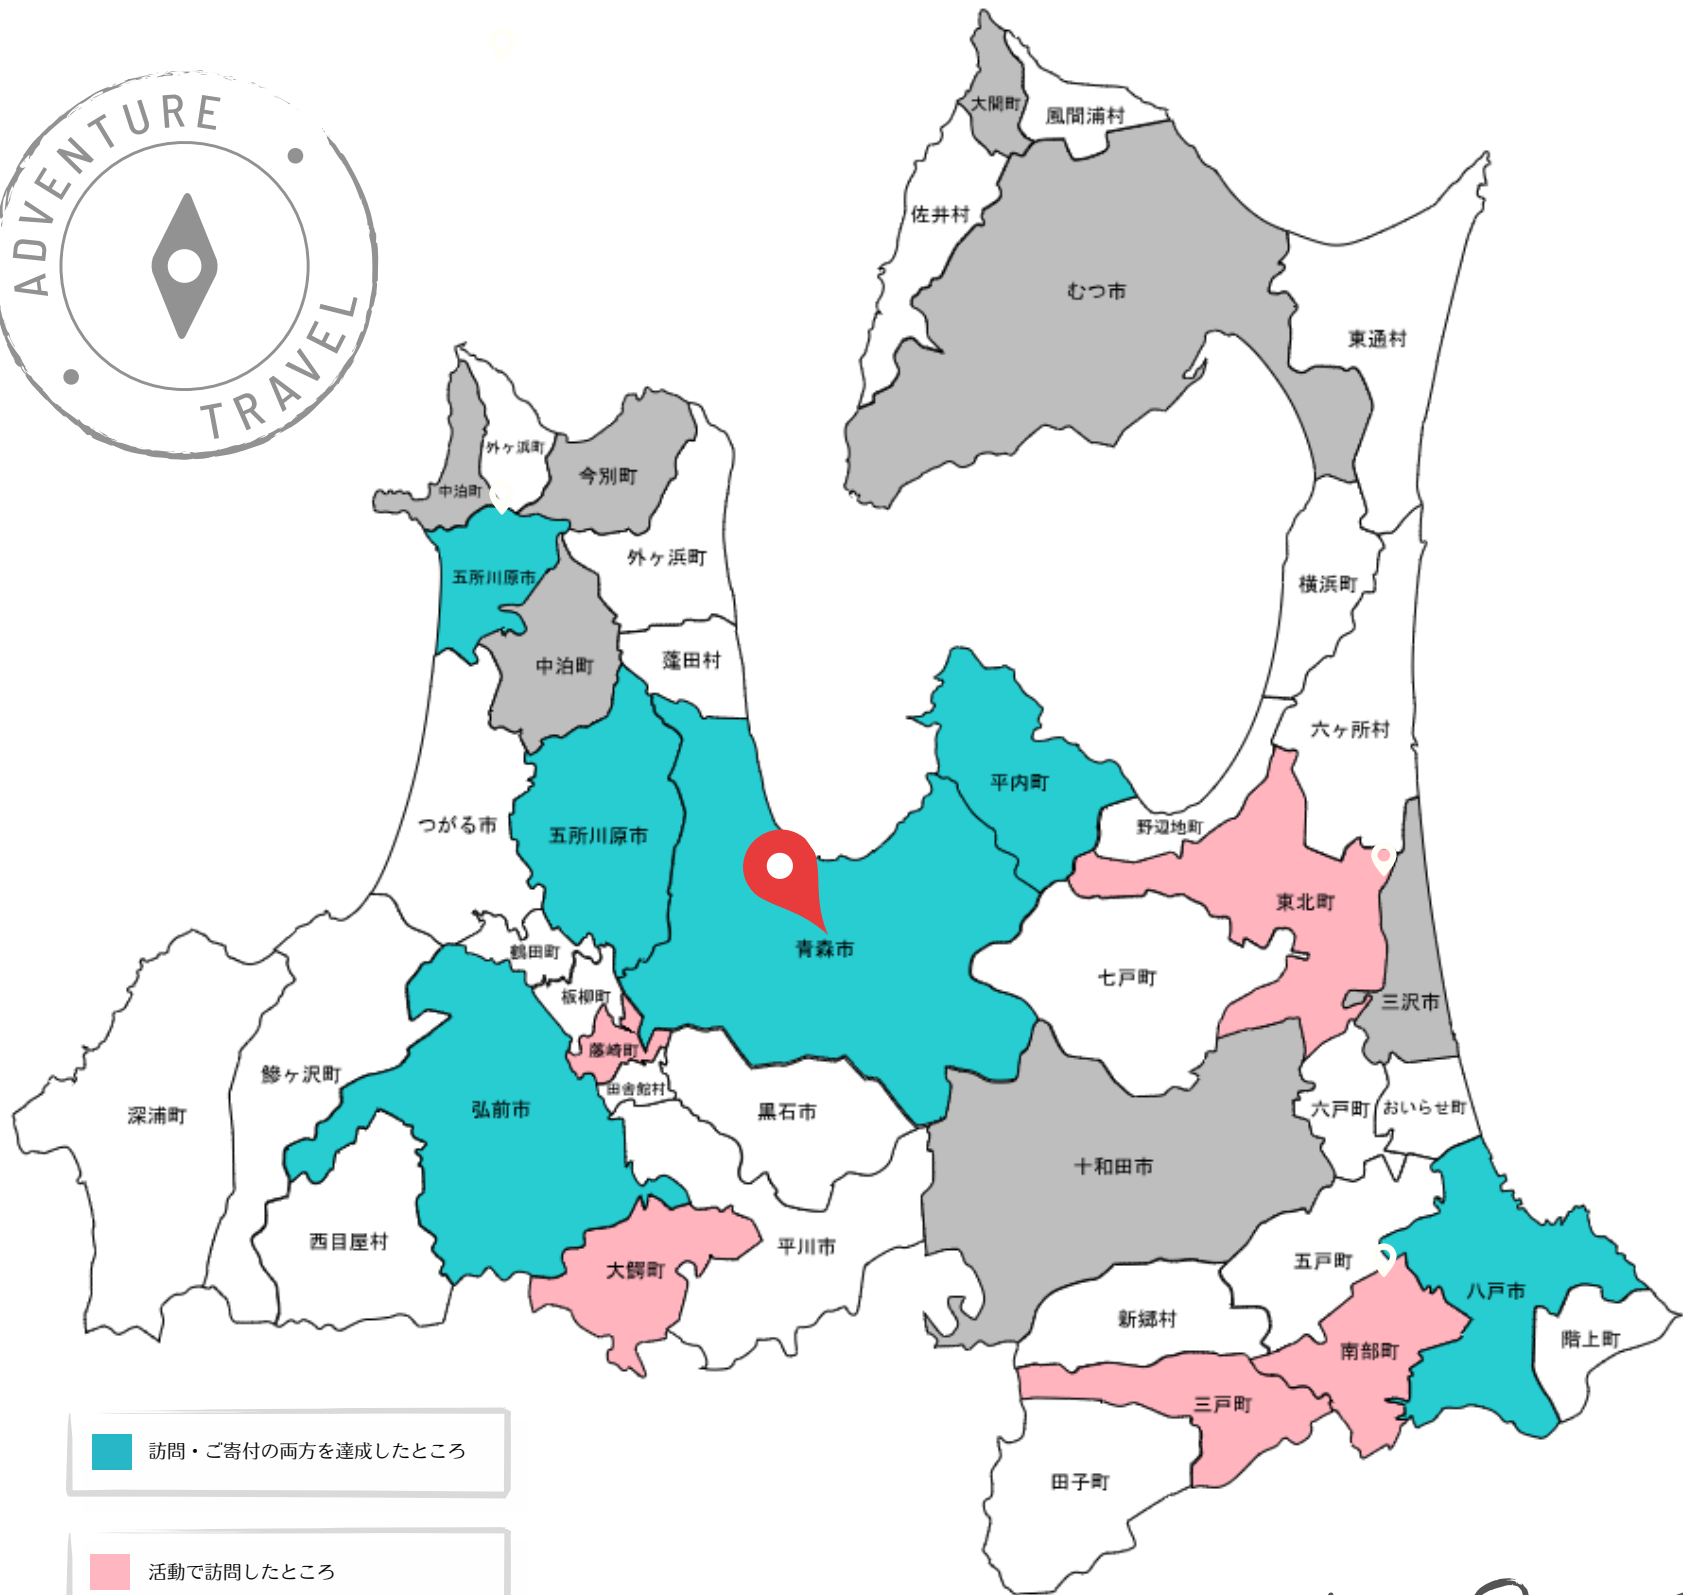 ADVENTURE
TRAVEL
大間町
風間浦村
佐井村
むつ市
東通村
外ヶ浜町
今別町
中泊町
外ヶ浜町
五所川原市
横浜町
蓬田村
中泊町
六ヶ所村
平内町
つがる市
五所川原市
野辺地町
東北町
青森市
鶴田町
七戸町
板柳町
三沢市
藤崎町
鰺ヶ沢町
田舎館村
深浦町
弘前市
黒石市
六戸町
おいらせ町
十和田市
西目屋村
平川市
五戸町
大鰐町
八戸市
新郷村
階上町
南部町
三戸町
田子町
訪問・ご寄付の両方を達成したところ
活動で訪問したところ